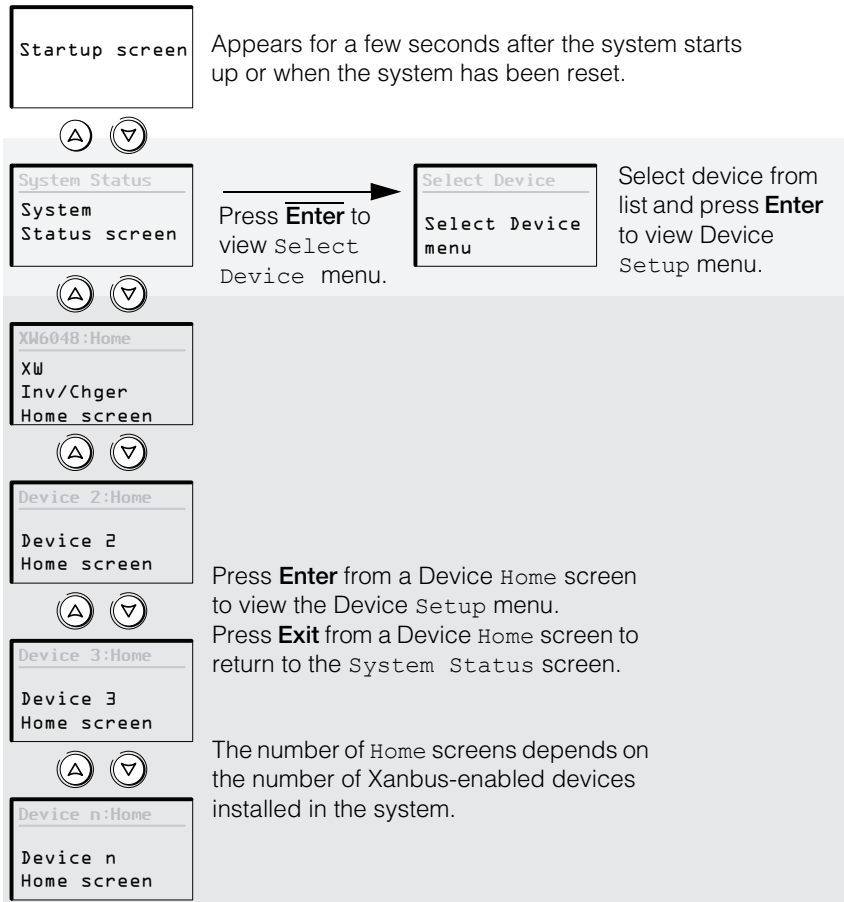 Startup screen
Appears for a few seconds after the system starts
up or when the system has been reset.
System Status
System
Status screen
Press Enter to
view Select
Device menu.
Select Device
Select Device
menu
Select device from
list and press Enter
to view Device
Setup menu.
XW6048:Home
XW
Inv/Chger
Home screen
Device 2:Home
Device 2
Home screen
Press Enter from a Device Home screen
to view the Device Setup menu.
Press Exit from a Device Home screen to
return to the System Status screen.
Device 3:Home
Device 3
Home screen
The number of Home screens depends on
the number of Xanbus-enabled devices
installed in the system.
Device n:Home
Device n
Home screen